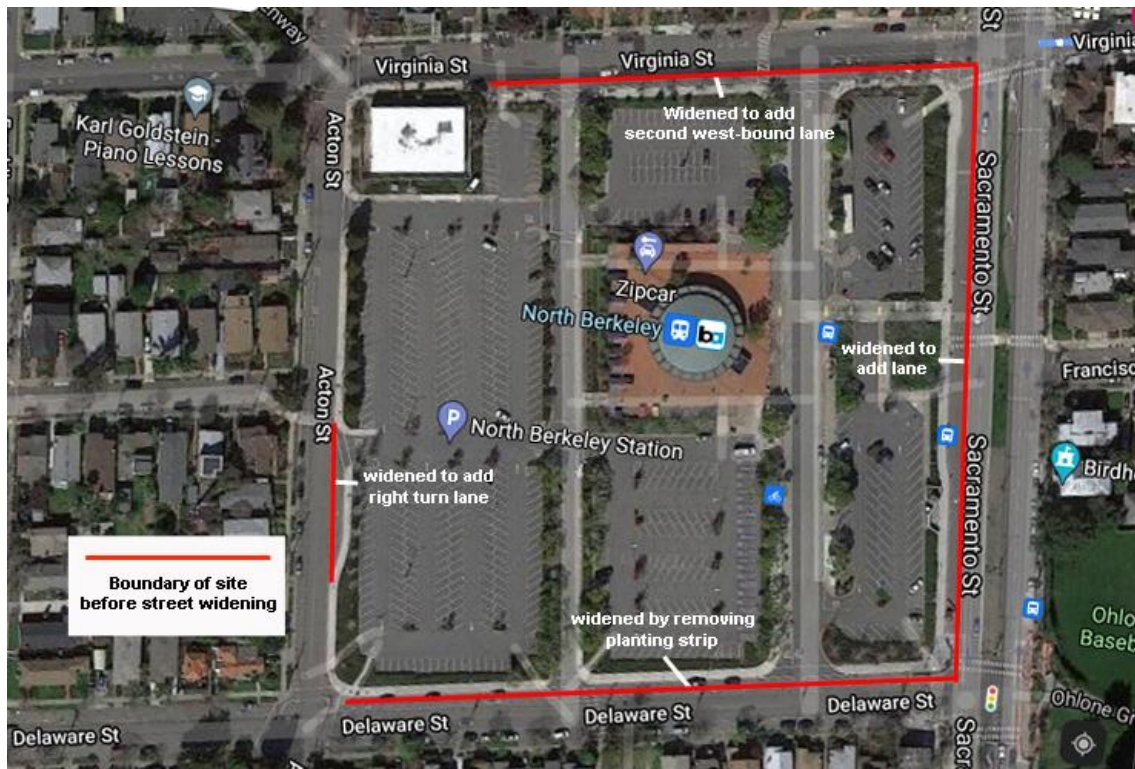 enway
Virginia St
Virginia St
St
Virginia
Karl Goldstein -
Piano Lessons
Acton St
Widened to add
second west-bound lane
Sacramento St
Zipcar
North Berkeley
b
widened to
add lane
Francisc
Acton St
P
North Berkeley Station
Sacramento St
Birdho
widened to add
right turn lane
Boundary of site
before street widening
widened by removing
planting strip
Ohlo
Baseb
Delaware St
Delaware St
Delaware St
Delaware St
Sacr
Ohlone Gr